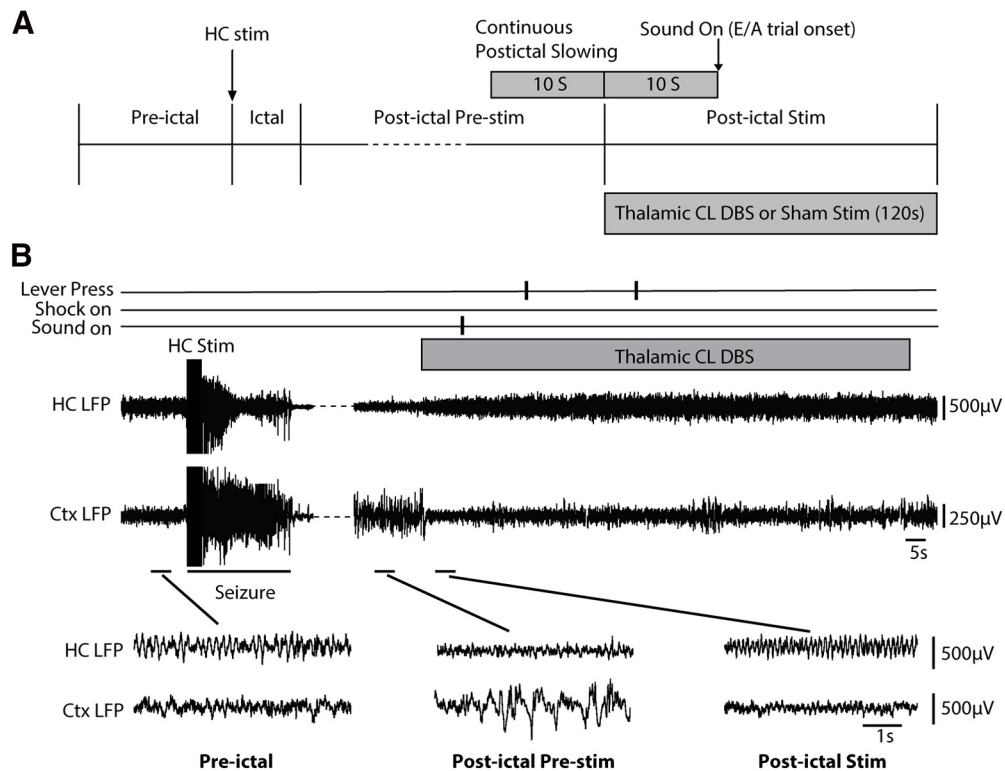 A
HC stim
Continuous
Postictal Slowing
Sound On (E/A trial onset)
10 S
10 S
Pre-ictal
Ictal
Post-ictal Pre-stim
Post-ictal Stim
Thalamic CL DBS or Sham Stim (120s)
B
Lever Press
Shock on
Sound on
HC Stim
Thalamic CL DBS
HC LFP
500µV
Ctx LFP
250µV
5s
Seizure
HC LFP
500µV
Ctx LFP
500µV
1s
Pre-ictal
Post-ictal Pre-stim
Post-ictal Stim